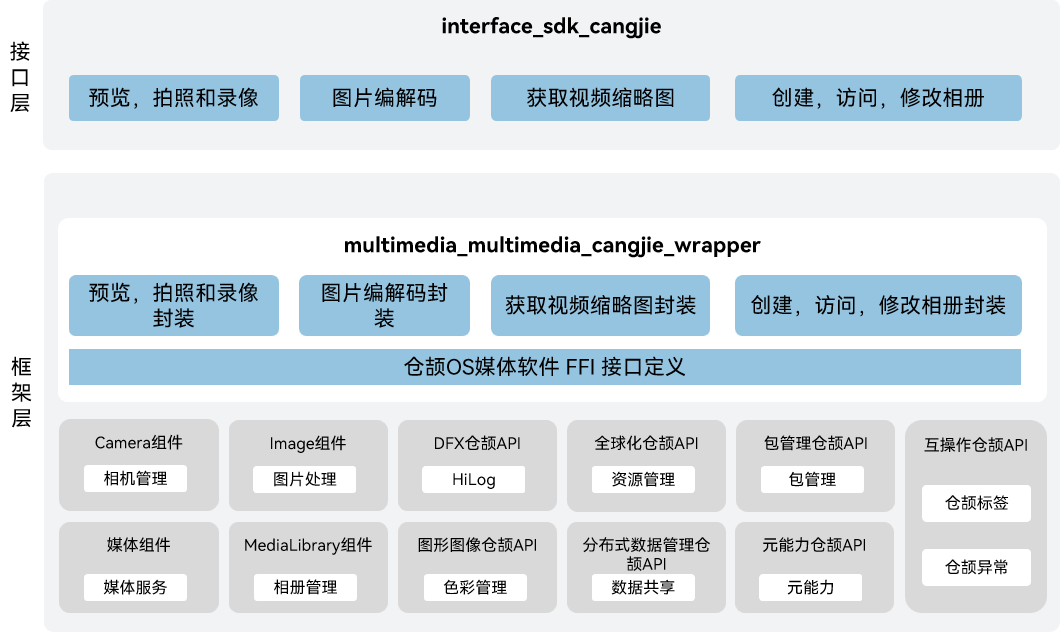 接
口
层
interface_sdk_cangjie
预览，拍照和录像
图片编解码
获取视频缩略图
创建，访问，修改相册
框
架
层
multimedia_multimedia_cangjie_wrapper
预览，拍照和录像
封装
图片编解码封
装
获取视频缩略图封装
创建，访问，修改相册封装
仓颉OS媒体软件 FFI 接口定义
Camera组件
相机管理
Image组件
图片处理
DFX仓颉API
HiLog
全球化仓颉API
资源管理
包管理仓颉API
包管理
互操作仓颉API
仓颉标签
仓颉异常
媒体组件
媒体服务
MediaLibrary组件
相册管理
图形图像仓颉API
色彩管理
分布式数据管理仓
颉API
数据共享
元能力仓颉API
元能力